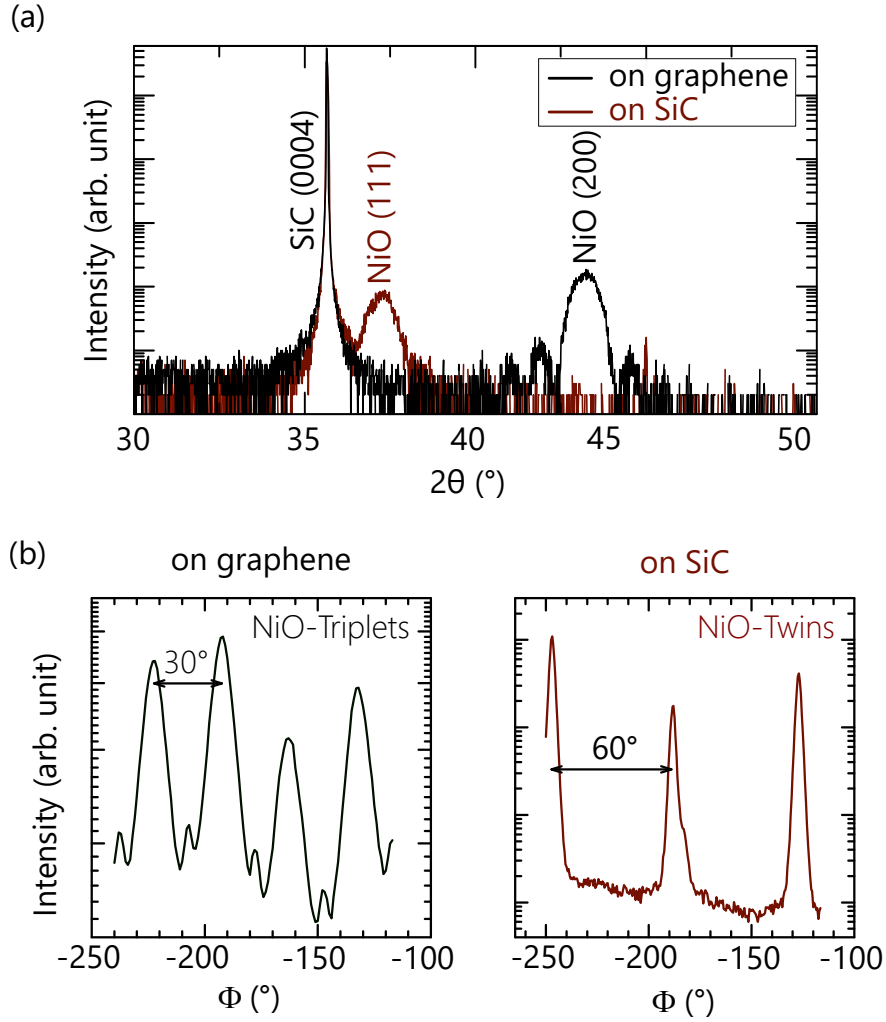 (a)
on graphene
on SiC
SiC (0004)
NiO (111)
NiO (200)
Intensity (arb. unit)
30 35 40 45 50
2θ (°)
(b)
on graphene
on SiC
NiO-Triplets
NiO-Twins
30°
60°
Intensity (arb. unit)
-250 -200 -150 -100
-250 -200 -150 -100
Φ (°)
Φ (°)